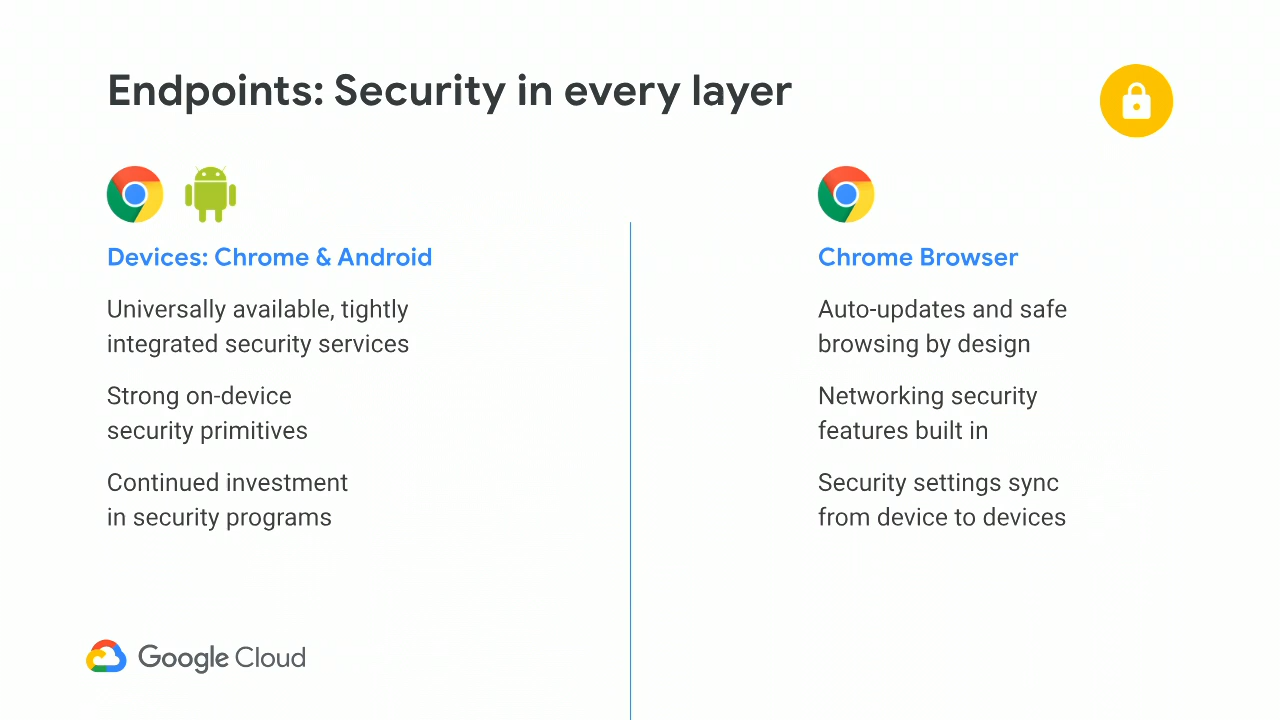 Endpoints: Security in every layer
Devices: Chrome & Android
Universally available, tightly
integrated security services
Strong on-device
security primitives
Continued investment
in security programs
Chrome Browser
Auto-updates and safe
browsing by design
Networking security
features built in
Security settings sync
from device to devices
Google Cloud